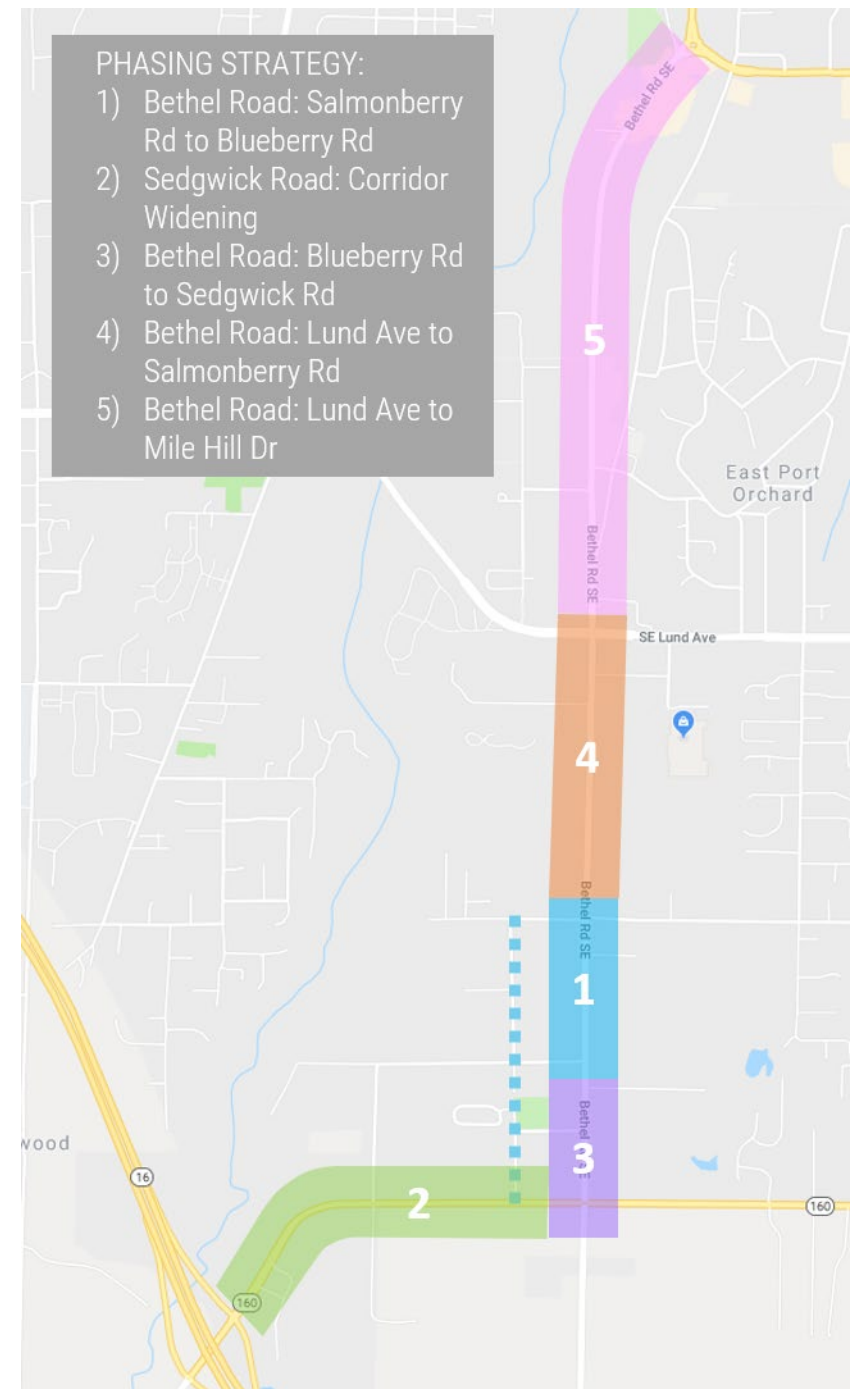 PHASING STRATEGY:
1) Bethel Road: Salmonberry
Rd to Blueberry Rd
2) Sedgwick Road: Corridor
Widening
3) Bethel Road: Blueberry Rd
to Sedgwick Rd
4) Bethel Road: Lund Ave to
Salmonberry Rd
5) Bethel Road: Lund Ave to
Mile Hill Dr
Bethel Rd SE
5
East Port
Orchard
Bethel Rd SE
SE Lund Ave
4
Bethel Rd SE
1
Bethel Rd SE
3
wood
16
2
160
160